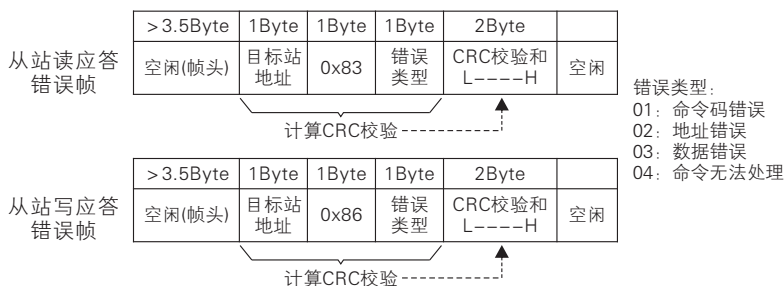 >3.5Byte 1Byte 1Byte 1Byte 2Byte
从站读应答
错误帧
空闲(帧头) 目标站
地址 0x83 错误
类型 CRC校验和
L----H 空闲
计算CRC校验
错误类型:
01: 命令码错误
02: 地址错误
03: 数据错误
04: 命令无法处理
>3.5Byte 1Byte 1Byte 1Byte 2Byte
从站写应答
错误帧
空闲(帧头) 目标站
地址 0x86 错误
类型 CRC校验和
L----H 空闲
计算CRC校验